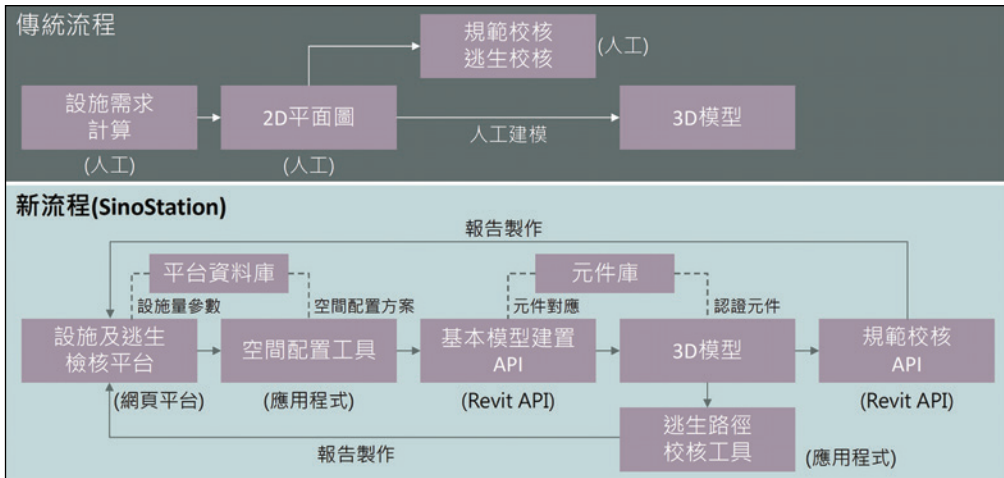 傳統流程
規範校核
逃生校核
(人工)
設施需求
計算
(人工)
2D平面圖
(人工)
人工建模
3D模型
新流程(SinoStation)
報告製作
平台資料庫
元件庫
設施量參數
空間配置方案
元件對應
認證元件
設施及逃生
檢核平台
(網頁平台)
空間配置工具
(應用程式)
基本模型建置
API
(Revit API)
3D模型
規範校核
API
(Revit API)
逃生路徑
校核工具
(應用程式)
報告製作